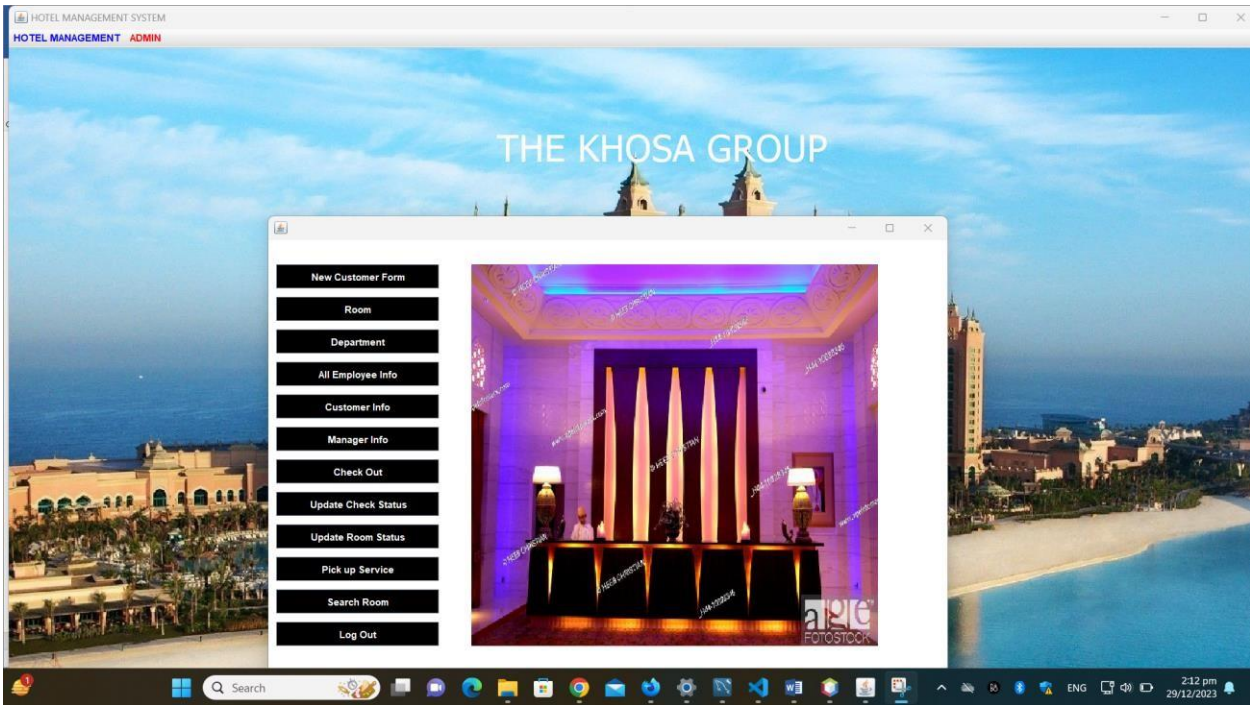 HOTEL MANAGEMENT SYSTEM
HOTEL MANAGEMENT ADMIN
THE KHOSA GROUP
New Customer Form
Room
Department
All Employee Info
Customer Info
Manager Info
Check Out
Update Check Status
Update Room Status
Pick up Service
Search Room
Log Out
age
FOTOSTOCK
1
Search
ENG
2:12 pm
29/12/2023